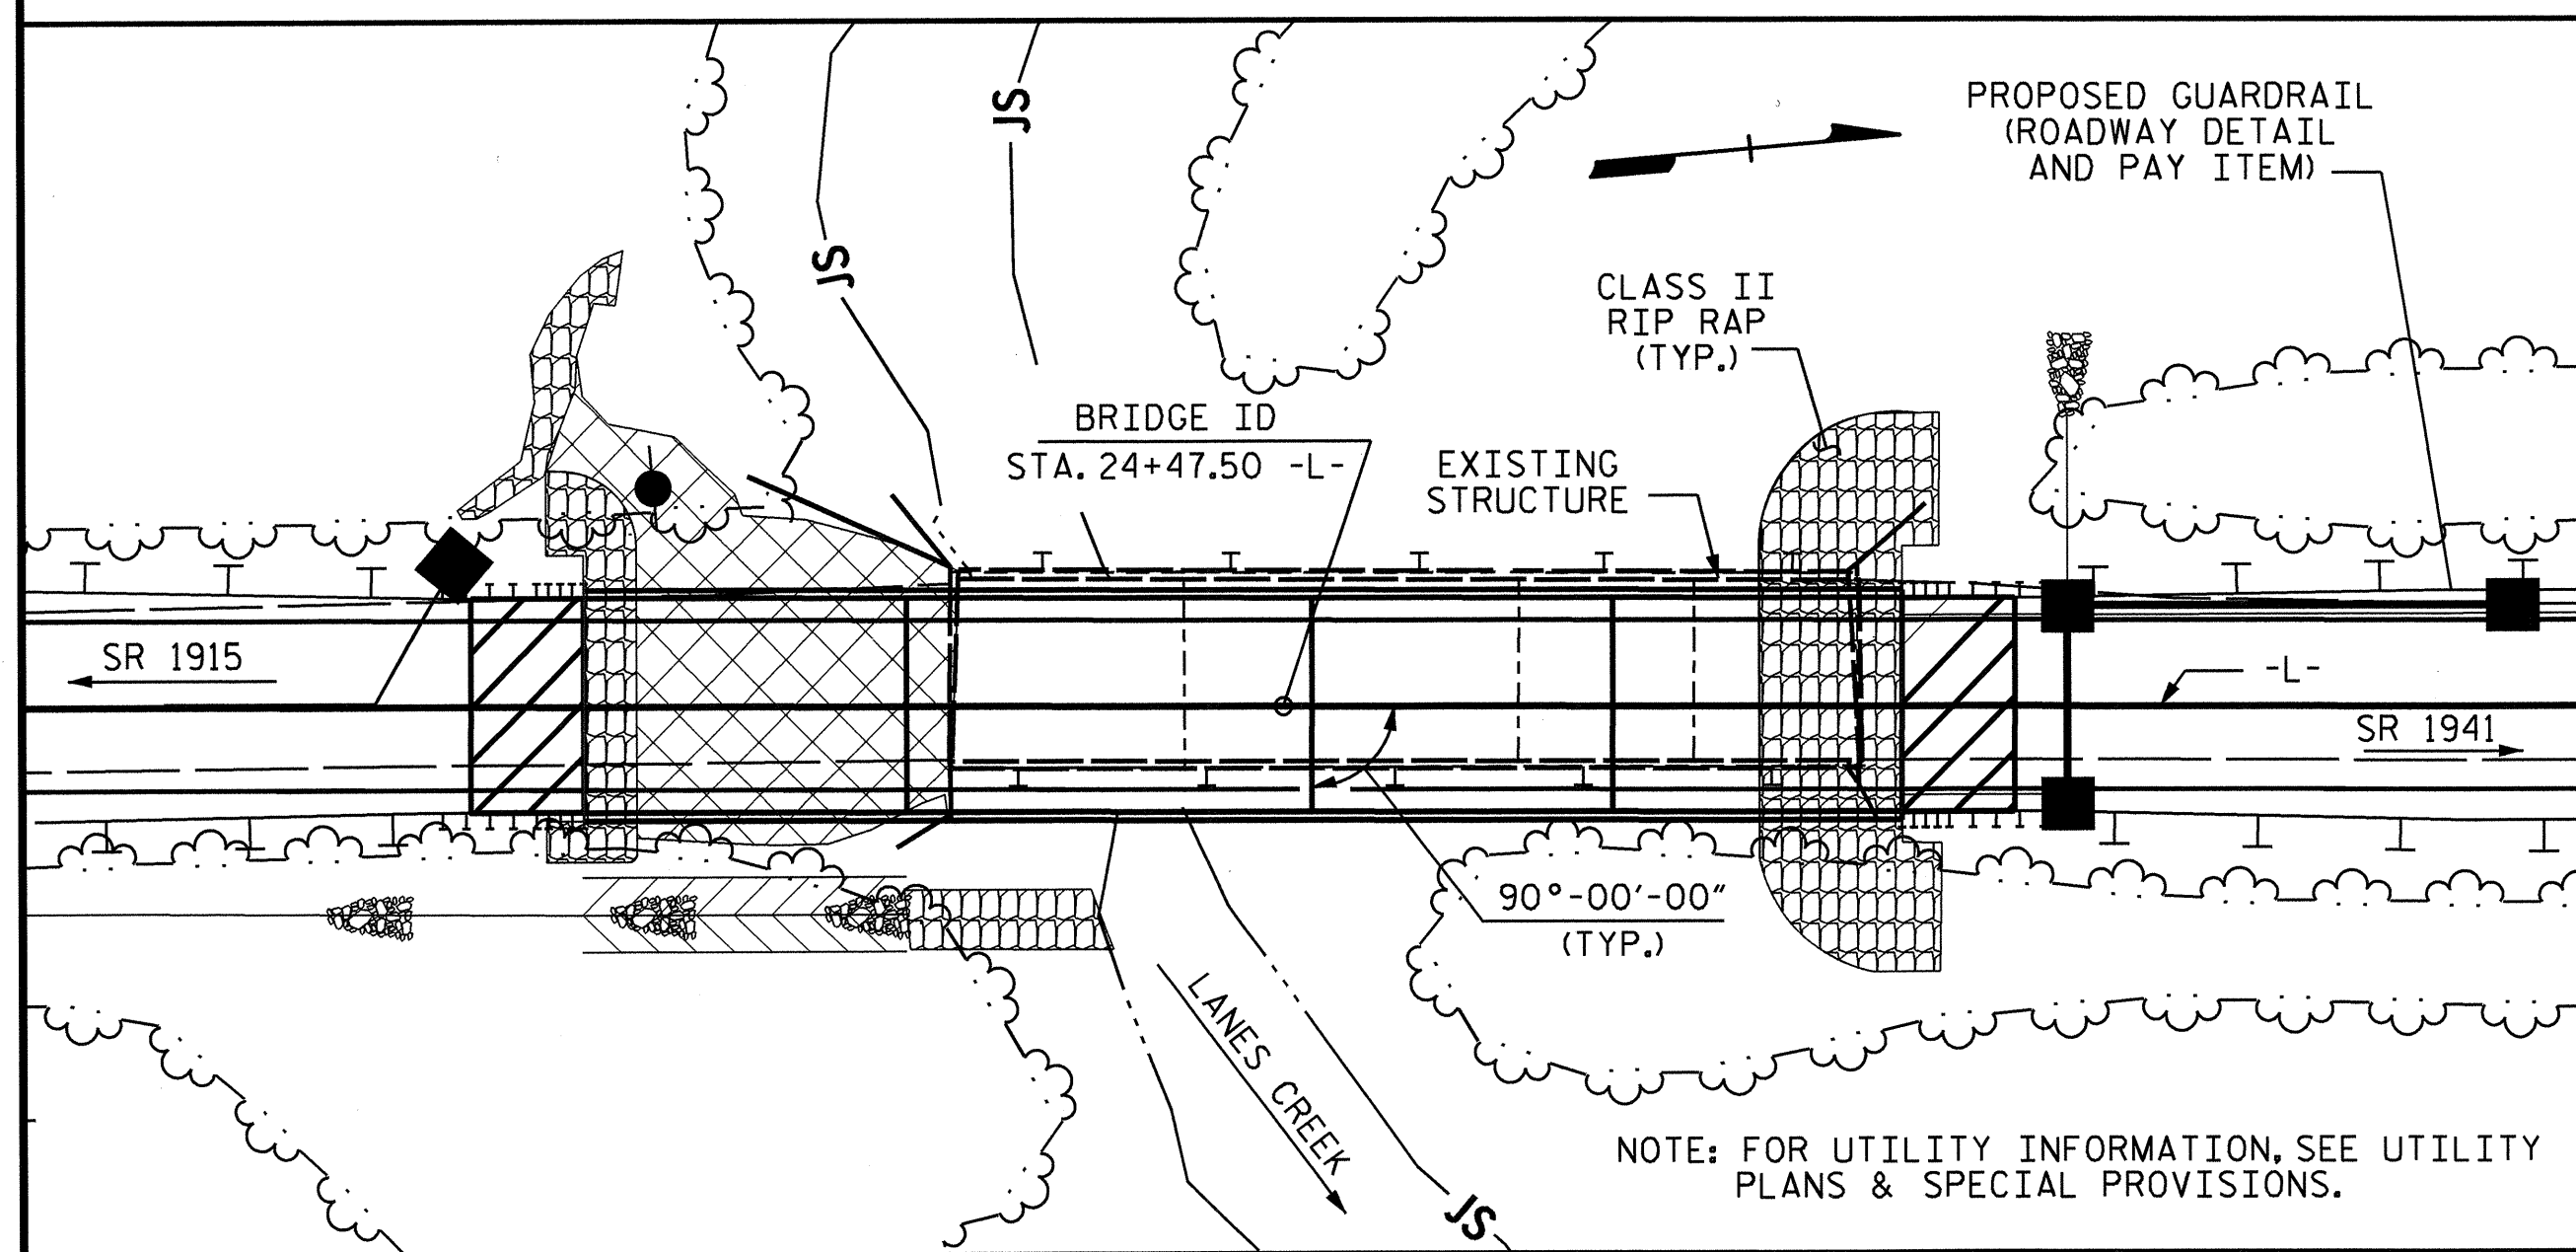 PROPOSED GUARDRAIL
(ROADWAY DETAIL
AND PAY ITEM)
JS
JS
CLASS II
RIP RAP
(TYP.)
BRIDGE ID
STA. 24+47.50 -L-
EXISTING
STRUCTURE
SR 1915
-L-
SR 1941
90°-00'-00"
(TYP.)
LANES CREEK
JS
NOTE: FOR UTILITY INFORMATION, SEE UTILITY
PLANS & SPECIAL PROVISIONS.